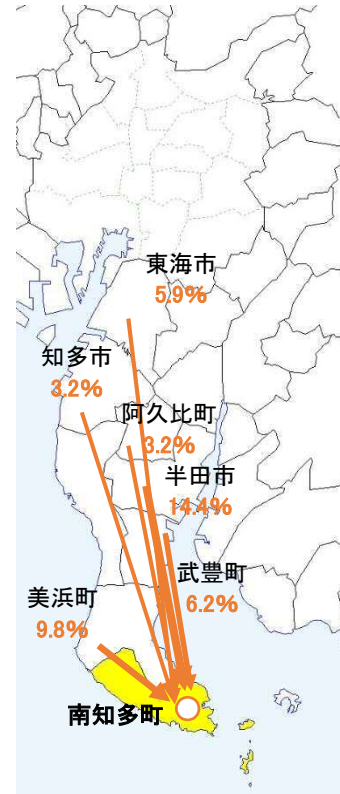 東海市
5.9%
知多市
3.2%
阿久比町
3.2%
半田市
14.4%
武豊町
6.2%
美浜町
9.8%
南知多町